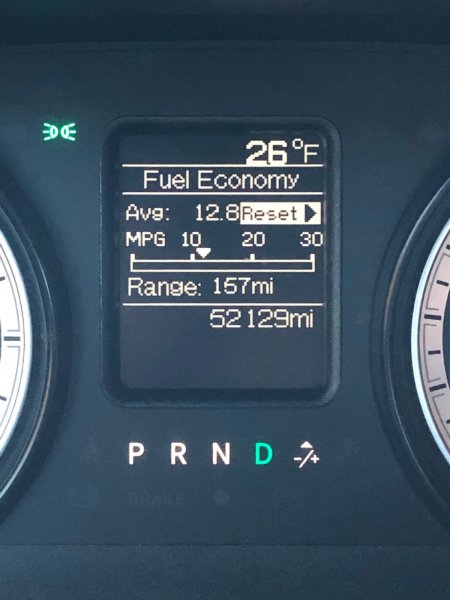 26°F
Fuel Economy
Avg: 12.8 Reset
MPG 10 20 30
Range: 157mi
52129mi
P R N D -/+